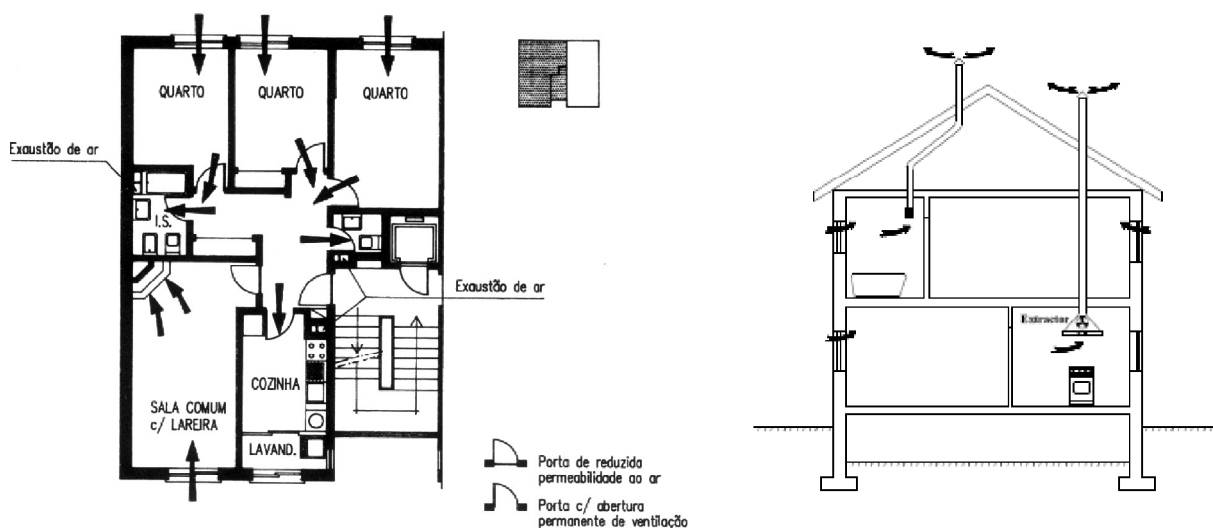 QUARTO
QUARTO
QUARTO
Exaustão de ar
I.S.
Exaustão de ar
COZINHA
SALA COMUM
c/ LAREIRA
LAVAND.
Porta de reduzida
permeabilidade ao ar
Porta c/ abertura
permanente de ventilação
Extractor